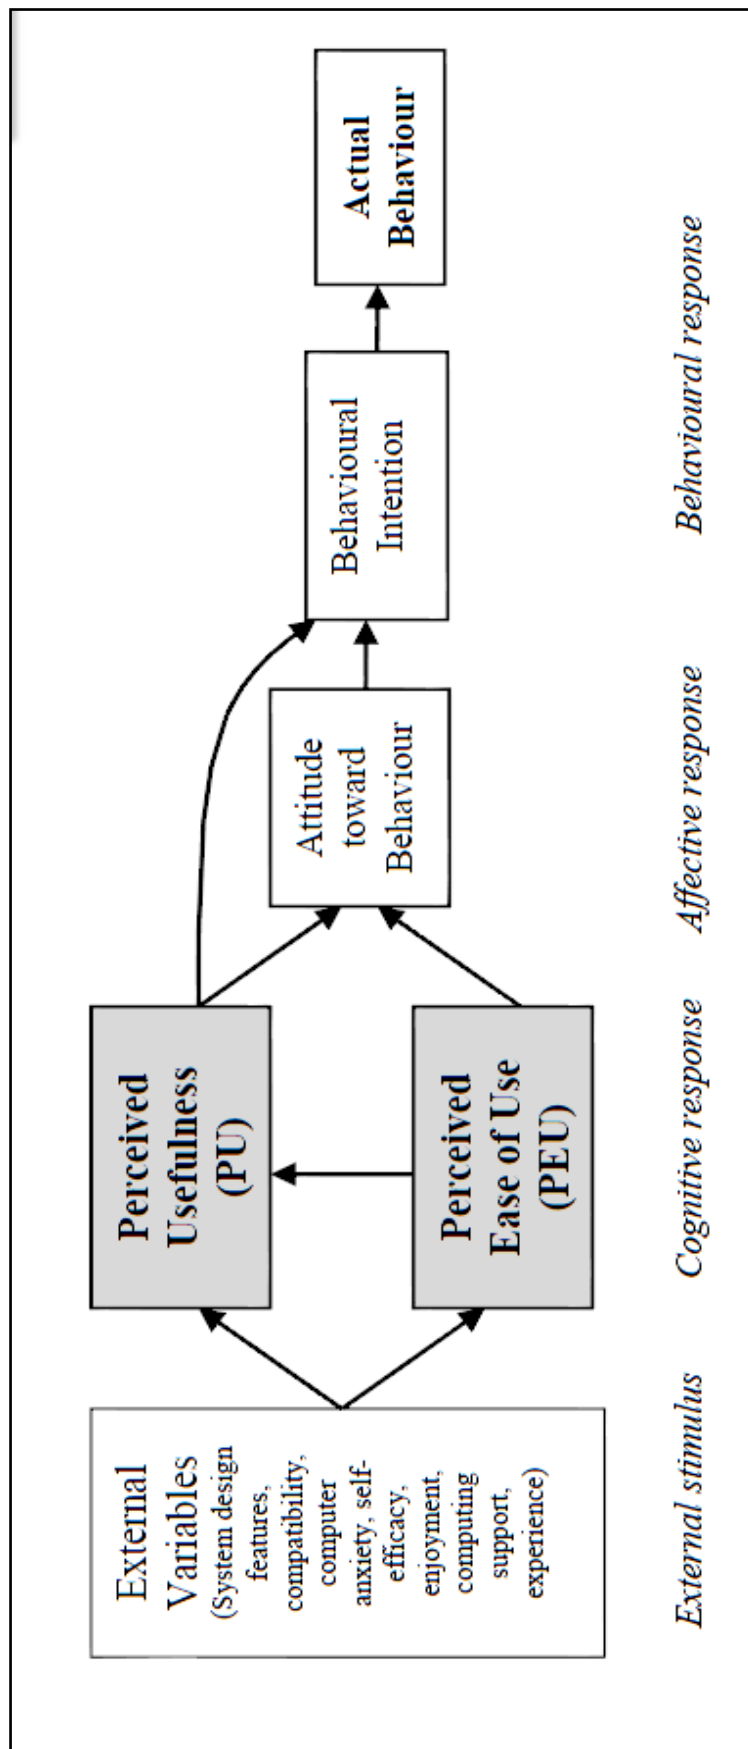 External
Variables
(System design
features,
compatibility,
computer
anxiety, self-
efficacy,
enjoyment,
computing
support,
experience)
Perceived
Usefulness
(PU)
Perceived
Ease of Use
(PEU)
Attitude
toward
Behaviour
Behavioural
Intention
Actual
Behaviour
External stimulus
Cognitive response
Affective response
Behavioural response